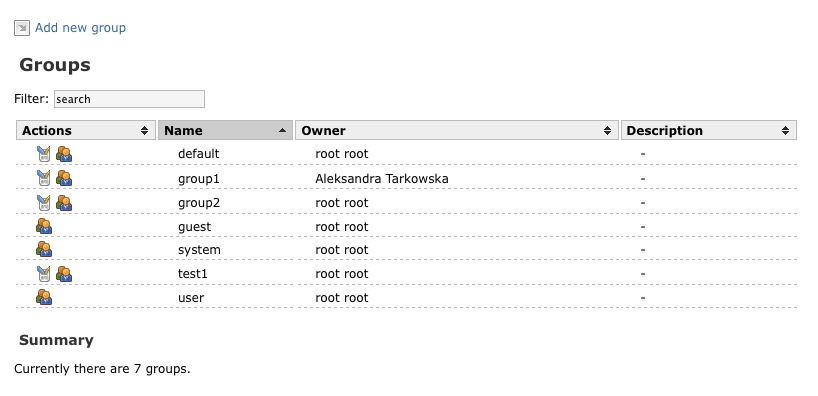 Add new group
Groups
Filter: search
Actions Name Owner Description
default root root -
group1 Aleksandra Tarkowska -
group2 root root -
guest root root -
system root root -
test1 root root -
user root root -
Summary
Currently there are 7 groups.